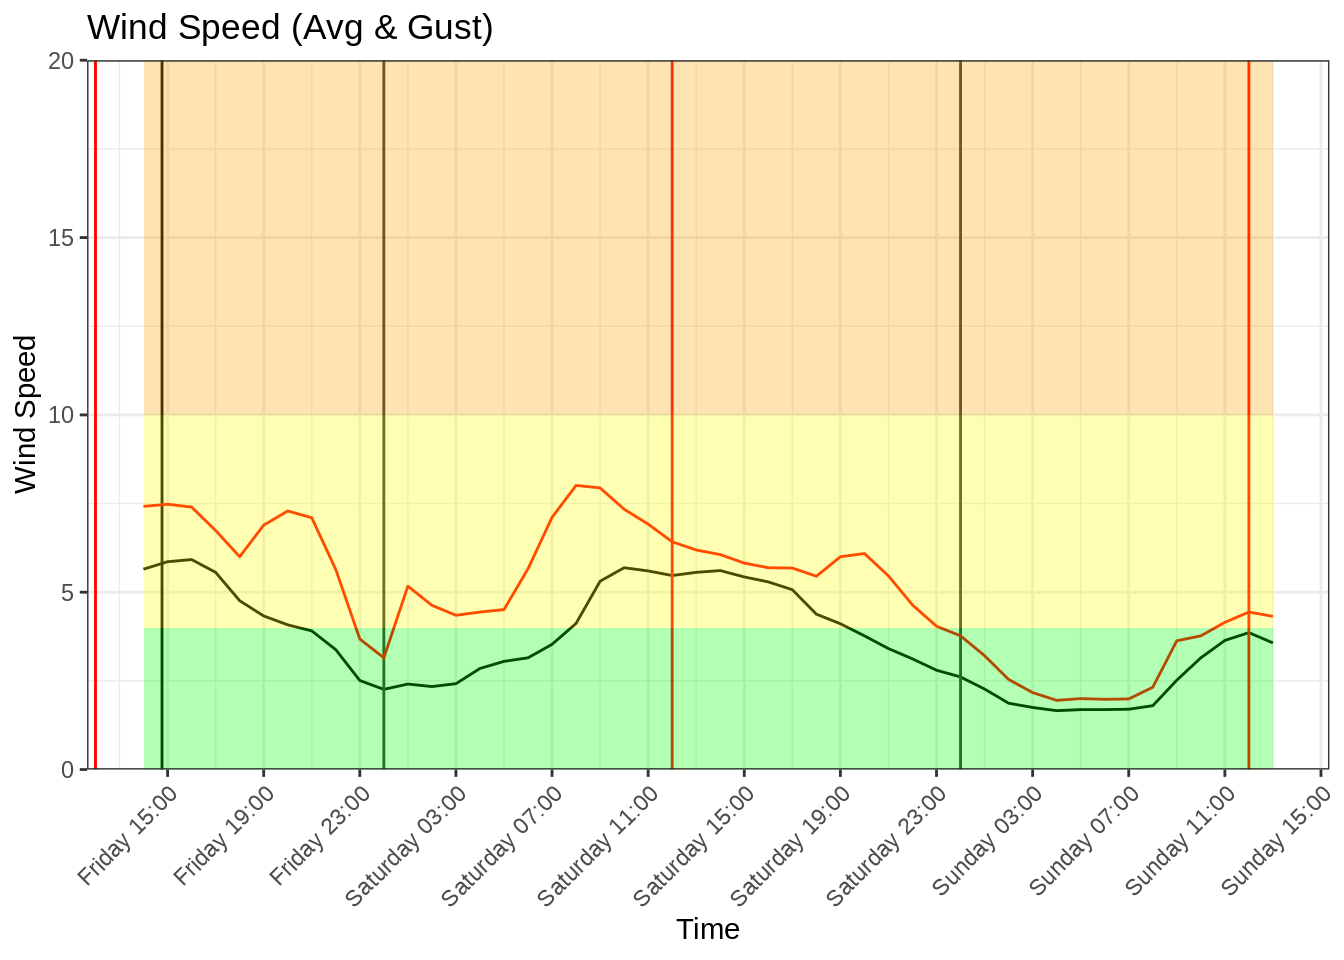 Wind Speed (Avg & Gust)
20
15
10
5
0
Wind Speed
Friday 15:00
Friday 19:00
Friday 23:00
Saturday 03:00
Saturday 07:00
Saturday 11:00
Saturday 15:00
Saturday 19:00
Saturday 23:00
Sunday 03:00
Sunday 07:00
Sunday 11:00
Sunday 15:00
Time